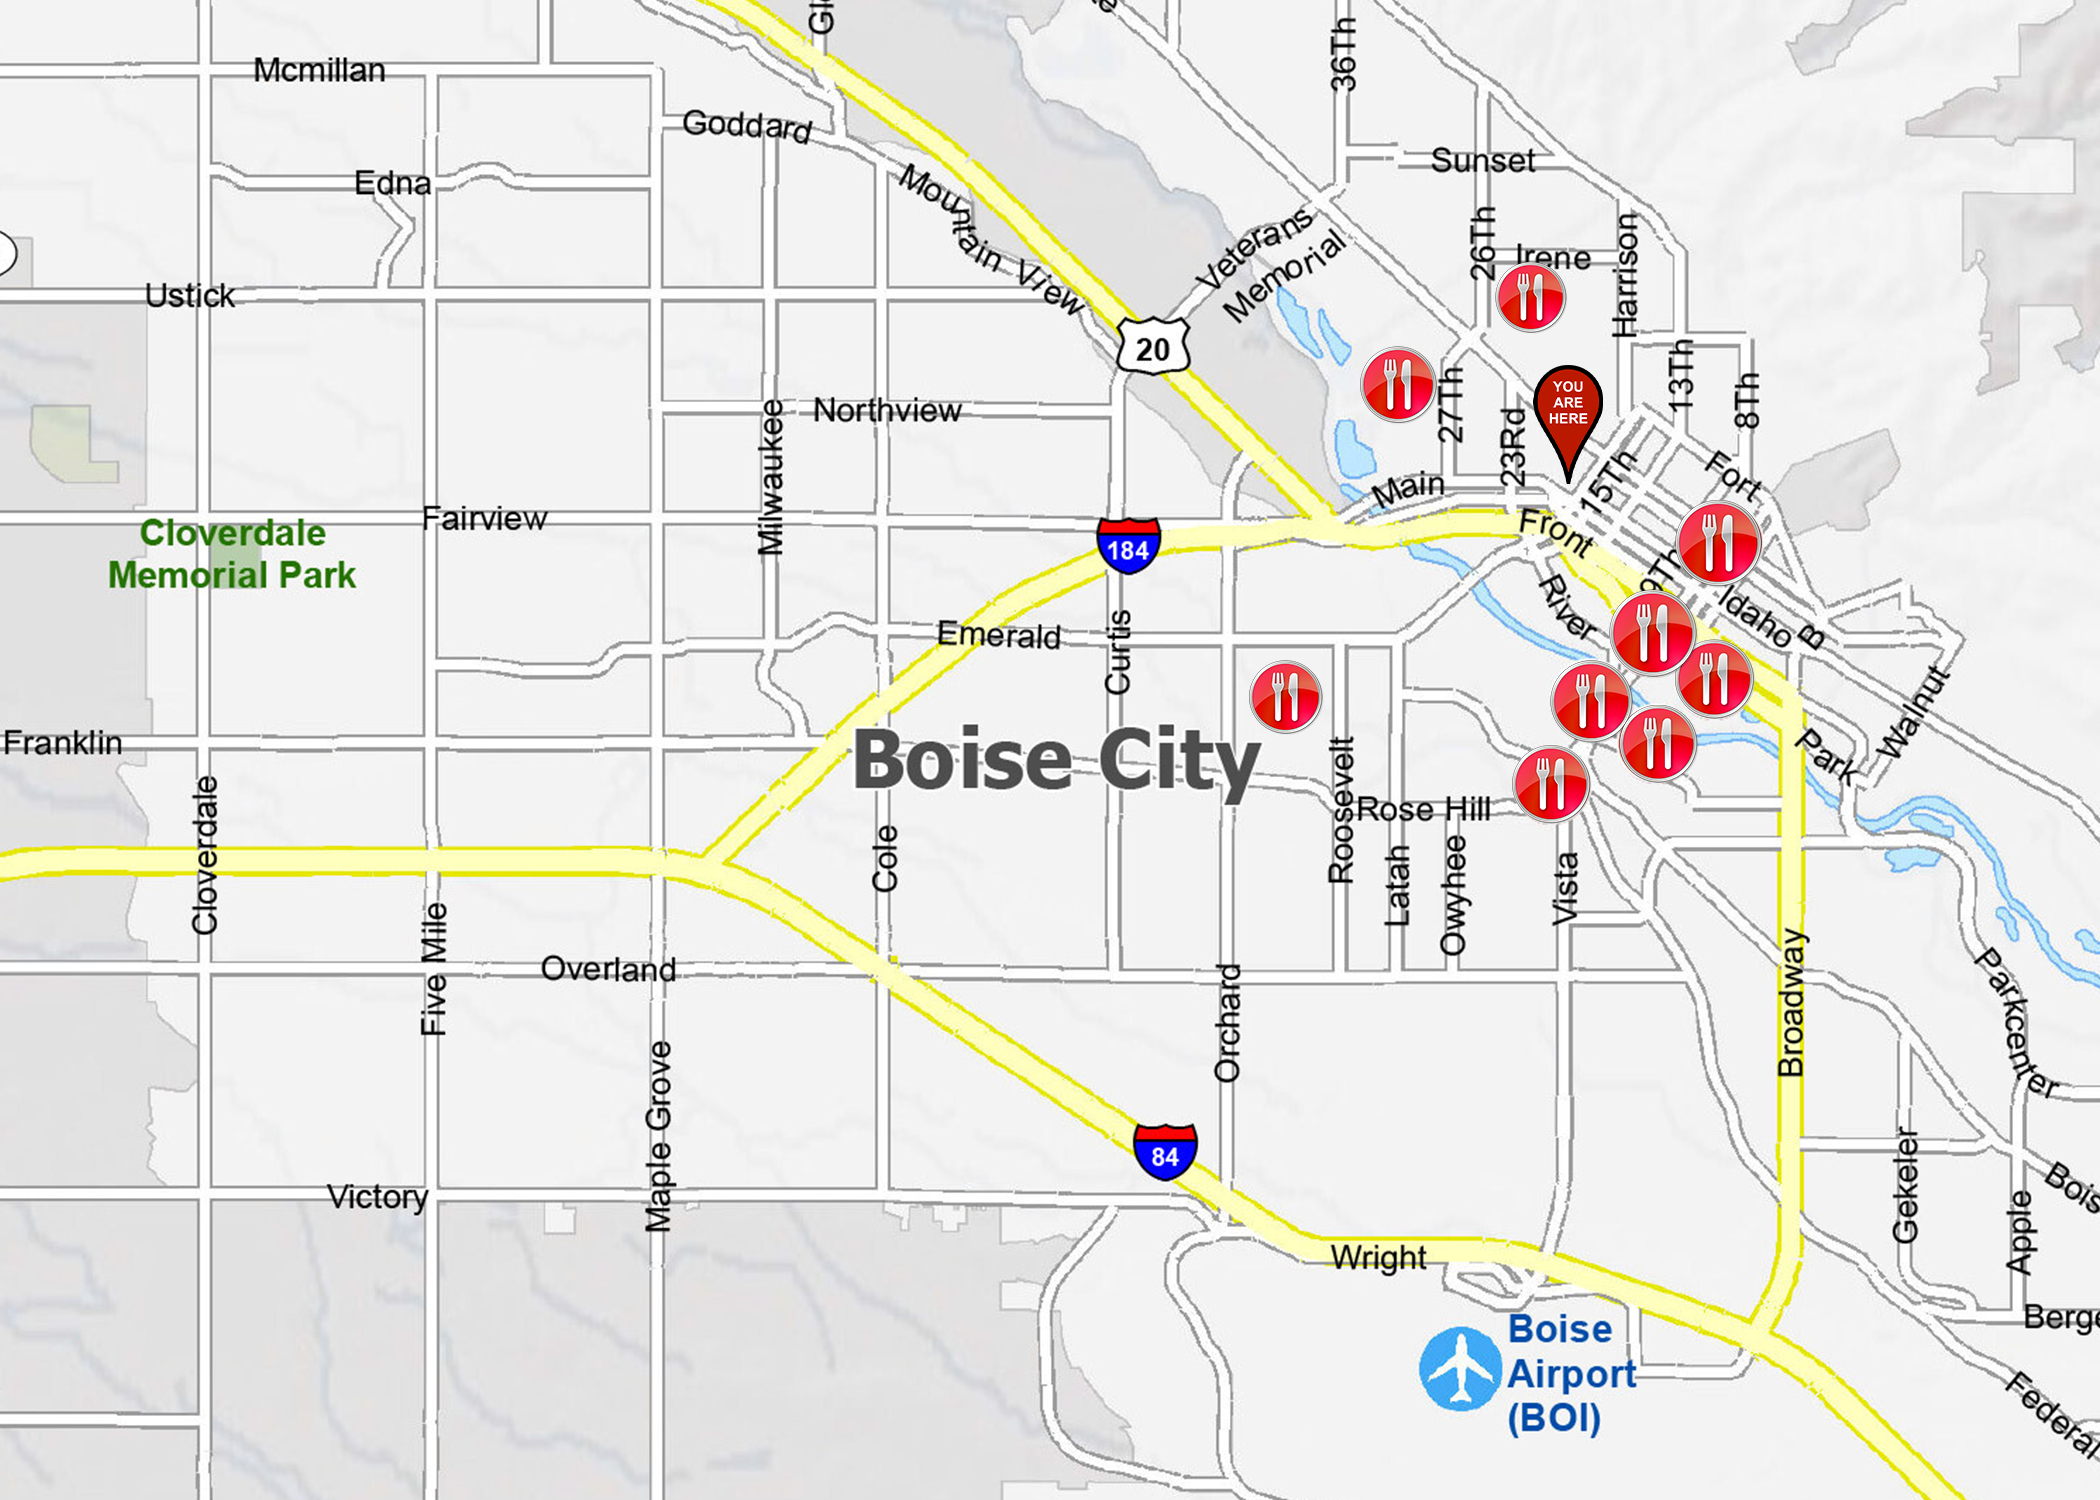 Mcmillan
Goddard
36Th
Sunset
Edna
Mountain View
Veterans
Memorial
26Th
Irene
Harrison
Ustick
20
27Th
23Rd
YOU
ARE
HERE
13Th
8Th
Northview
Milwaukee
Main
15Th
Fort
Fairview
Cloverdale
Memorial Park
184
Front
9Th
River
Idaho
B
Emerald
Curtis
Walnut
Franklin
Boise City
Roosevelt
Park
Rose Hill
Cloverdale
Cole
Latah
Owyhee
Vista
Five Mile
Overland
Orchard
Broadway
Parkcenter
Maple Grove
84
Victory
Gekeler
Apple
Bois
Wright
Berge
Boise
Airport
(BOI)
Federal